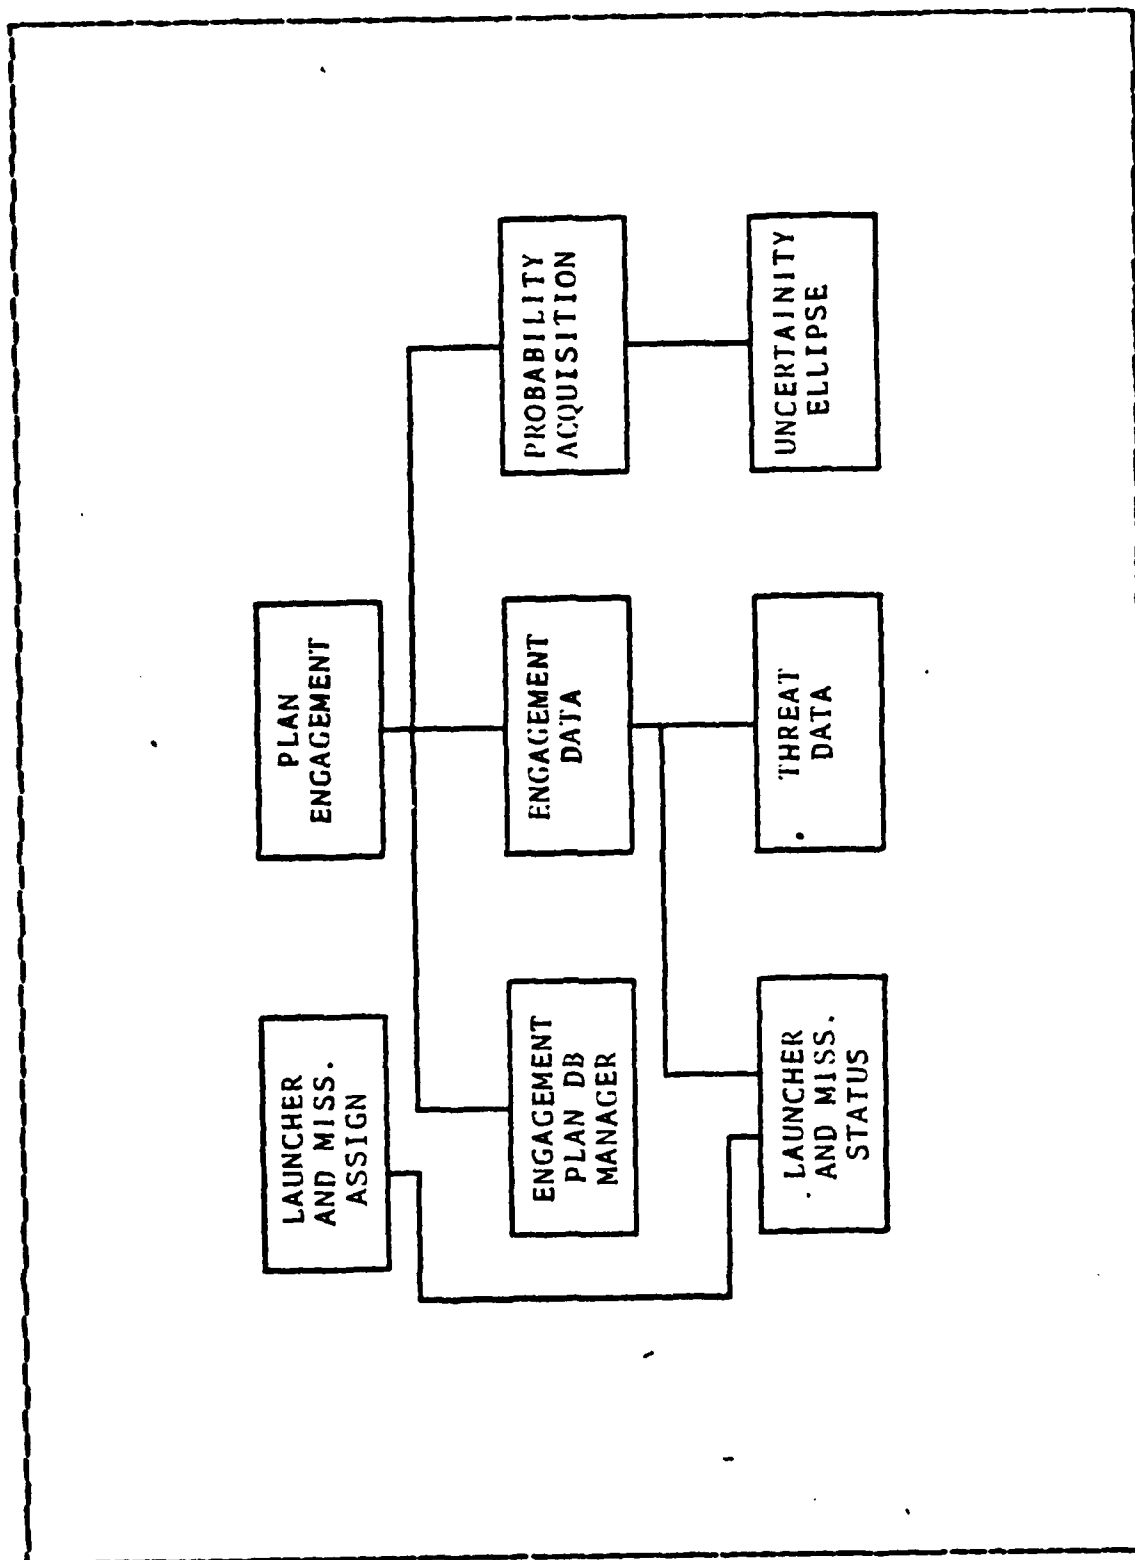 LAUNCHER
AND MISS.
ASSIGN
PLAN
ENGAGEMENT
ENGAGEMENT
PLAN DB
MANAGER
ENGAGEMENT
DATA
PROBABILITY
ACQUISITION
LAUNCHER
AND MISS.
STATUS
THREAT
DATA
UNCERTAINITY
ELLIPSE